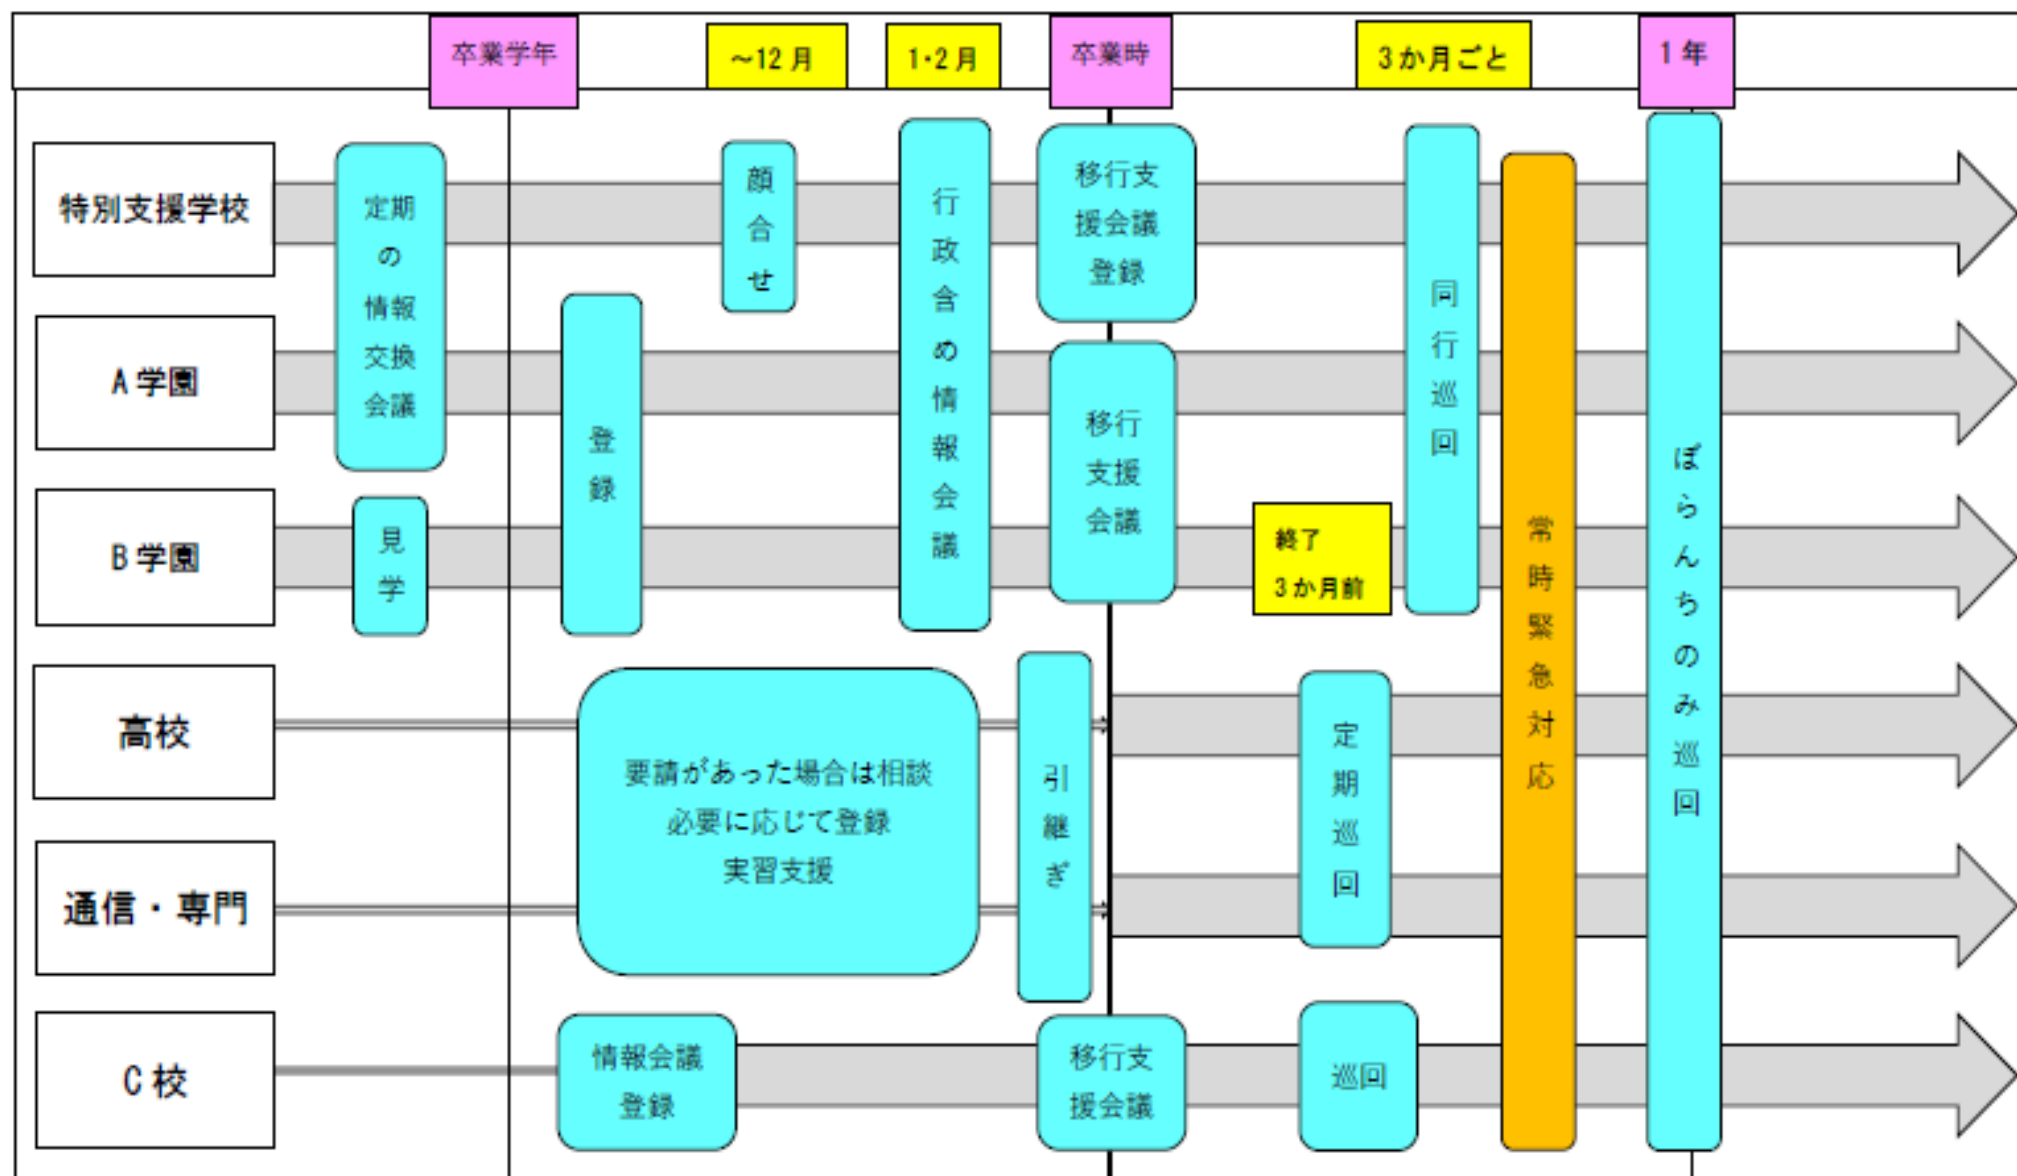 卒業学年
～12月
1・2月
卒業時
3か月ごと
1年
特別支援学校
定期の情報交換会議
顔合せ
行政含め情報会議
移行支
援会議
登録
同行巡回
常時緊急対応
ぽらんちのみ巡回
A学園
登録
移行
支援
会議
B学園
見学
終了
3か月前
高校
要請があった場合は相談
必要に応じて登録
実習支援
引継ぎ
定期巡回
通信・専門
C校
情報会議
登録
移行支
援会議
巡回